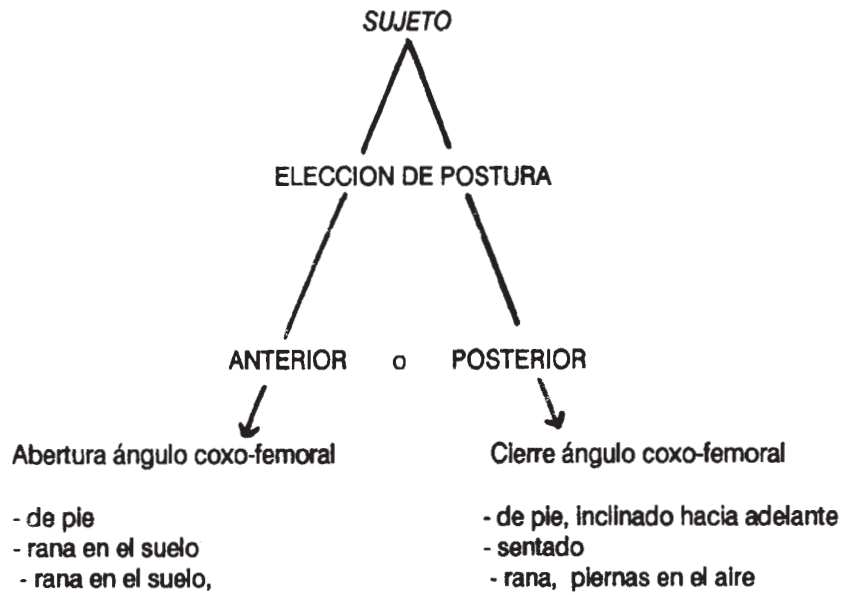 SUJETO
ELECCION DE POSTURA
ANTERIOR o POSTERIOR
Abertura ángulo coxo-femoral
- de pie
- rana en el suelo
- rana en el suelo,
Cierre ángulo coxo-femoral
- de pie, inclinado hacia adelante
- sentado
- rana, piernas en el aire